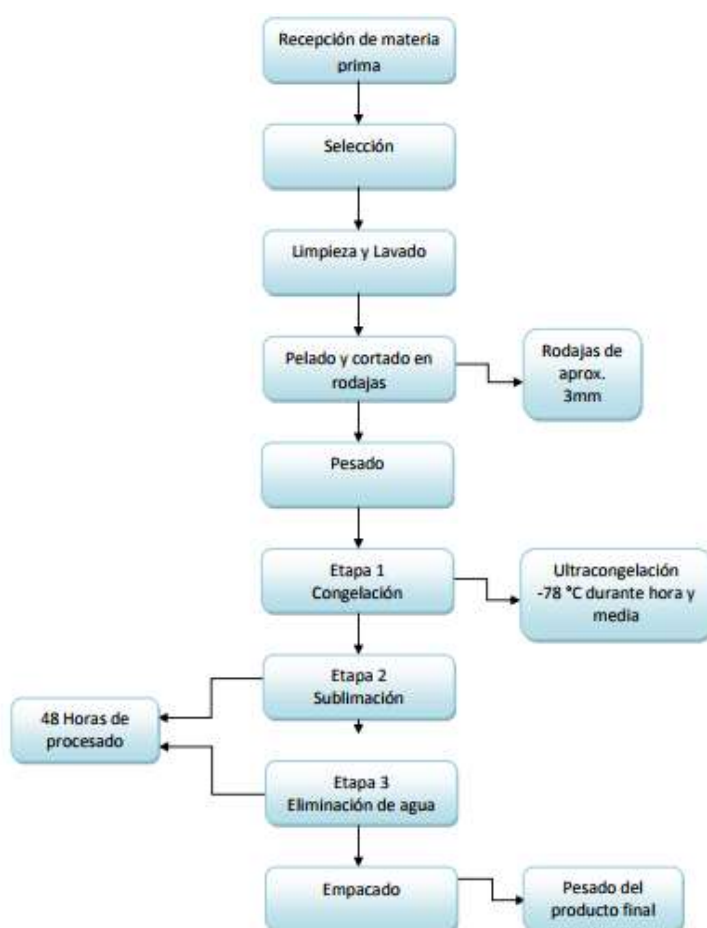 Recepción de materia
prima
Selección
Limpieza y Lavado
Pelado y cortado en
rodajas
Rodajas de
aprox.
3mm
Pesado
Etapa 1
Congelación
Ultracongelación
-78 °C durante hora y
media
Etapa 2
Sublimación
48 Horas de
procesado
Etapa 3
Eliminación de agua
Empacado
Pesado del
producto final